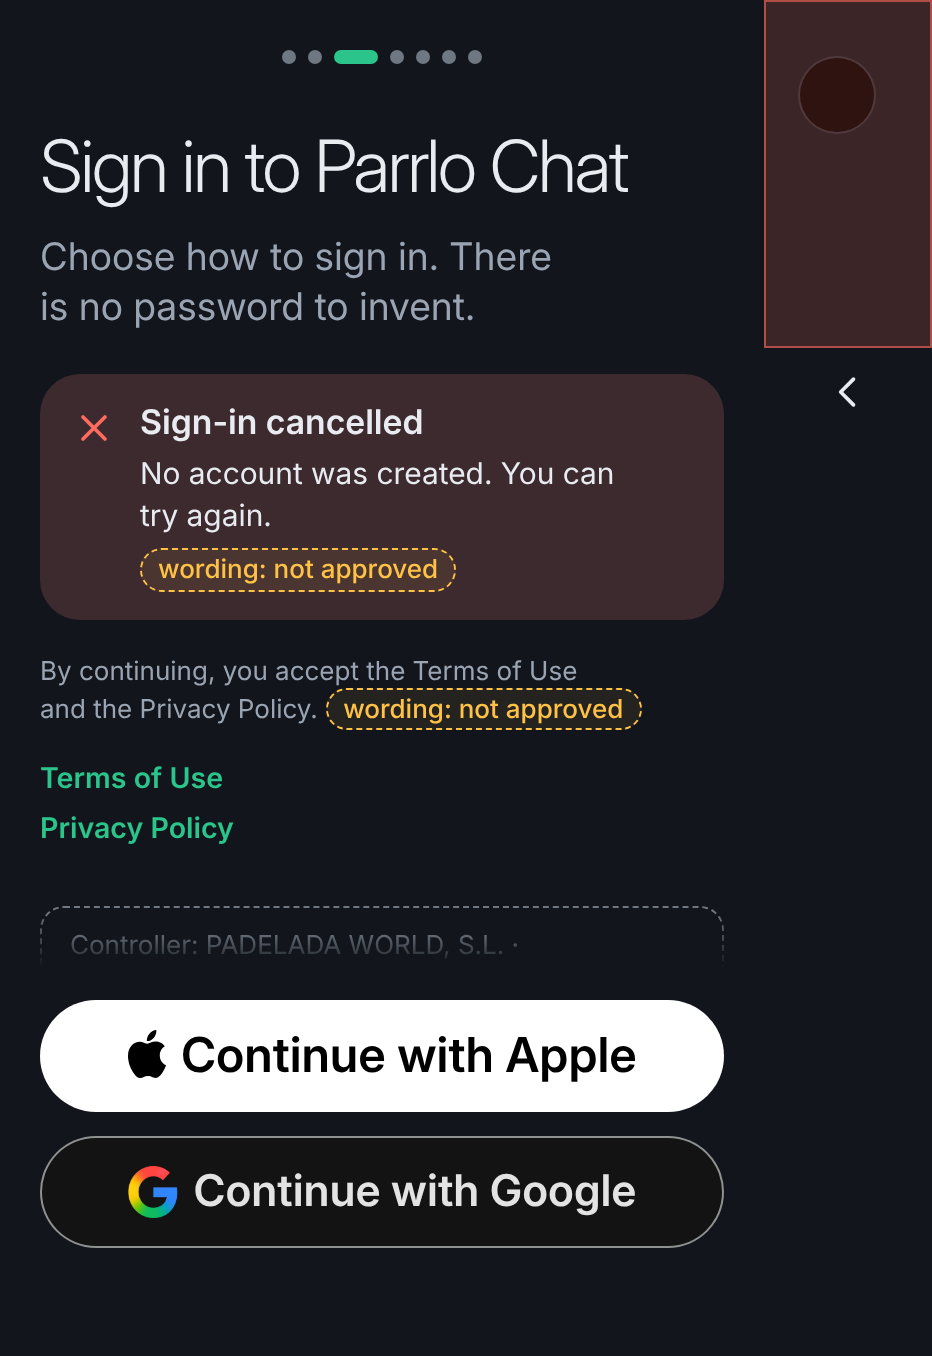 Sign in to Parrlo Chat
Choose how to sign in. There
is no password to invent.
Sign-in cancelled
No account was created. You can
try again.
wording: not approved
By continuing, you accept the Terms of Use
and the Privacy Policy. wording: not approved
Terms of Use
Privacy Policy
Controller: PADELADA WORLD, S.L. ·
Continue with Apple
Continue with Google